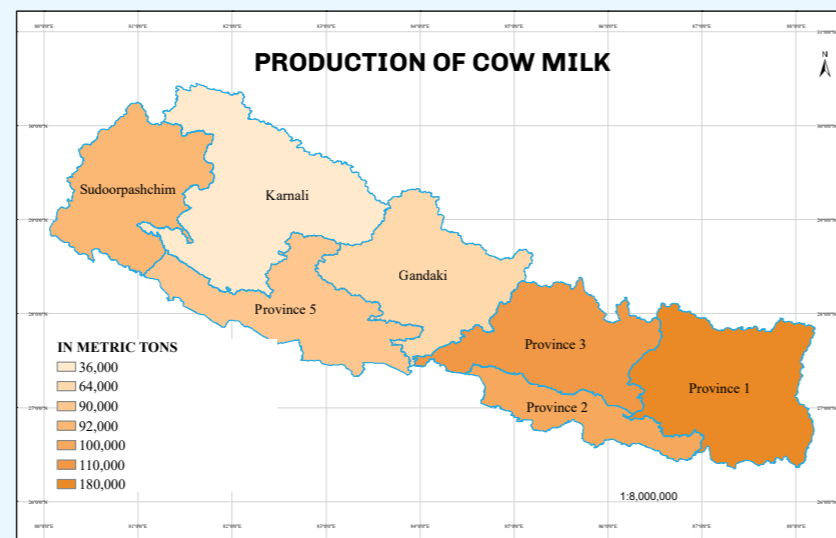 PRODUCTION OF COW MILK
N
Sudoorpashchim
Karnali
Gandaki
Province 5
Province 3
Province 2
Province 1
IN METRIC TONS
36,000
64,000
90,000
92,000
100,000
110,000
180,000
1:8,000,000